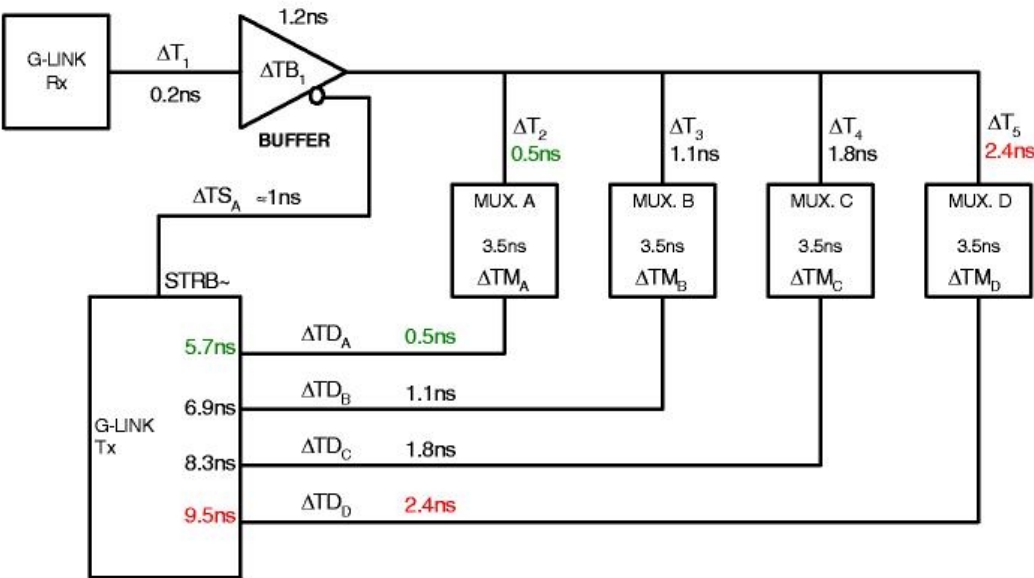 G-LINK
Rx
ΔT₁
0.2ns
1.2ns
ΔTB₁
BUFFER
ΔT₂
0.5ns
ΔT₃
1.1ns
ΔT₄
1.8ns
ΔT₅
2.4ns
ΔTS_A ≈1ns
MUX. A
3.5ns
ΔTM_A
MUX. B
3.5ns
ΔTM_B
MUX. C
3.5ns
ΔTM_C
MUX. D
3.5ns
ΔTM_D
STRB~
G-LINK
Tx
5.7ns ΔTD_A 0.5ns
6.9ns ΔTD_B 1.1ns
8.3ns ΔTD_C 1.8ns
9.5ns ΔTD_D 2.4ns